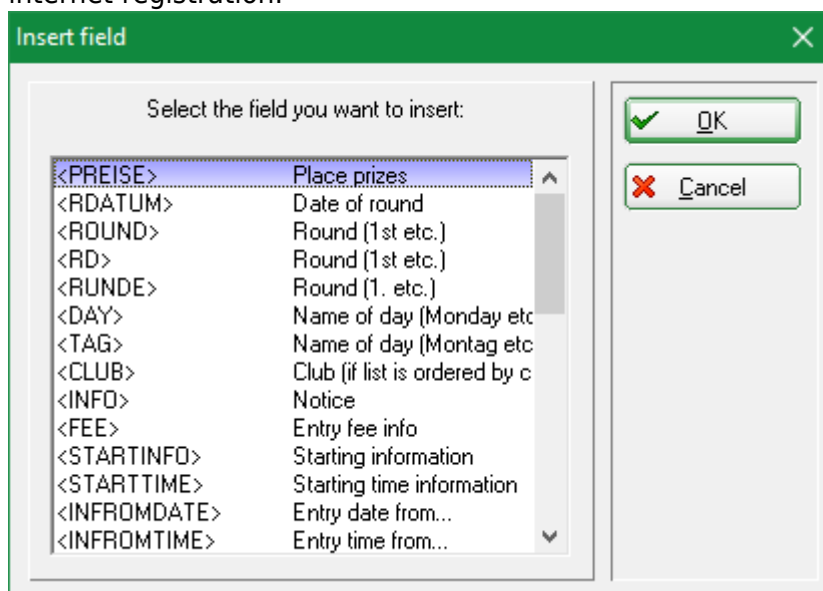 internet registration.
Insert field
Select the field you want to insert:
<PREISE> Place prizes
<RDATUM> Date of round
<ROUND> Round (1st etc.)
<RD> Round (1st etc.)
<RUNDE> Round (1. etc.)
<DAY> Name of day (Monday etc
<TAG> Name of day (Montag etc
<CLUB> Club (if list is ordered by c
<INFO> Notice
<FEE> Entry fee info
<STARTINFO> Starting information
<STARTTIME> Starting time information
<INFROMDATE> Entry date from...
<INFROMTIME> Entry time from...
OK
Cancel